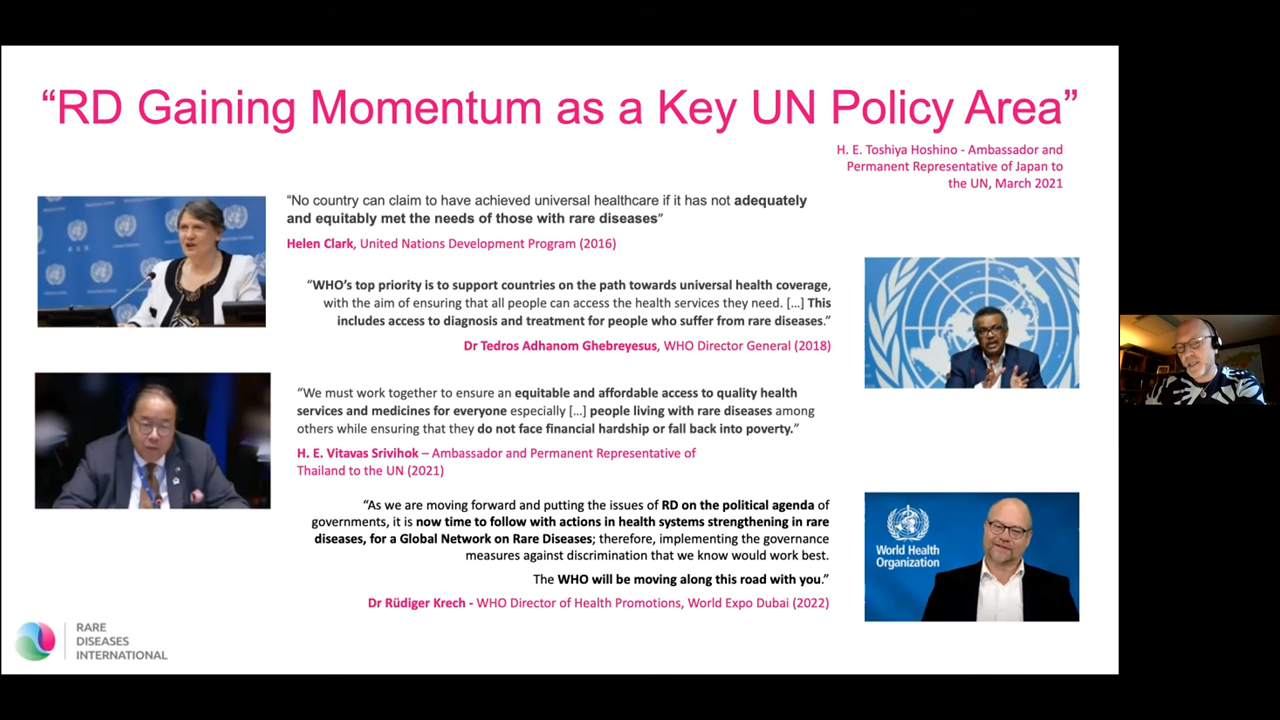 “RD Gaining Momentum as a Key UN Policy Area”
H. E. Toshiya Hoshino - Ambassador and
Permanent Representative of Japan to
the UN, March 2021
“No country can claim to have achieved universal healthcare if it has not adequately
and equitably met the needs of those with rare diseases”
Helen Clark, United Nations Development Program (2016)
“WHO’s top priority is to support countries on the path towards universal health coverage,
with the aim of ensuring that all people can access the health services they need. […] This
includes access to diagnosis and treatment for people who suffer from rare diseases.”
Dr Tedros Adhanom Ghebreyesus, WHO Director General (2018)
“We must work together to ensure an equitable and affordable access to quality health
services and medicines for everyone especially […] people living with rare diseases among
others while ensuring that they do not face financial hardship or fall back into poverty.”
H. E. Vitavas Srivihok – Ambassador and Permanent Representative of
Thailand to the UN (2021)
“As we are moving forward and putting the issues of RD on the political agenda of
governments, it is now time to follow with actions in health systems strengthening in rare
diseases, for a Global Network on Rare Diseases; therefore, implementing the governance
measures against discrimination that we know would work best.
The WHO will be moving along this road with you.”
Dr Rüdiger Krech - WHO Director of Health Promotions, World Expo Dubai (2022)
World Health
Organization
RARE
DISEASES
INTERNATIONAL